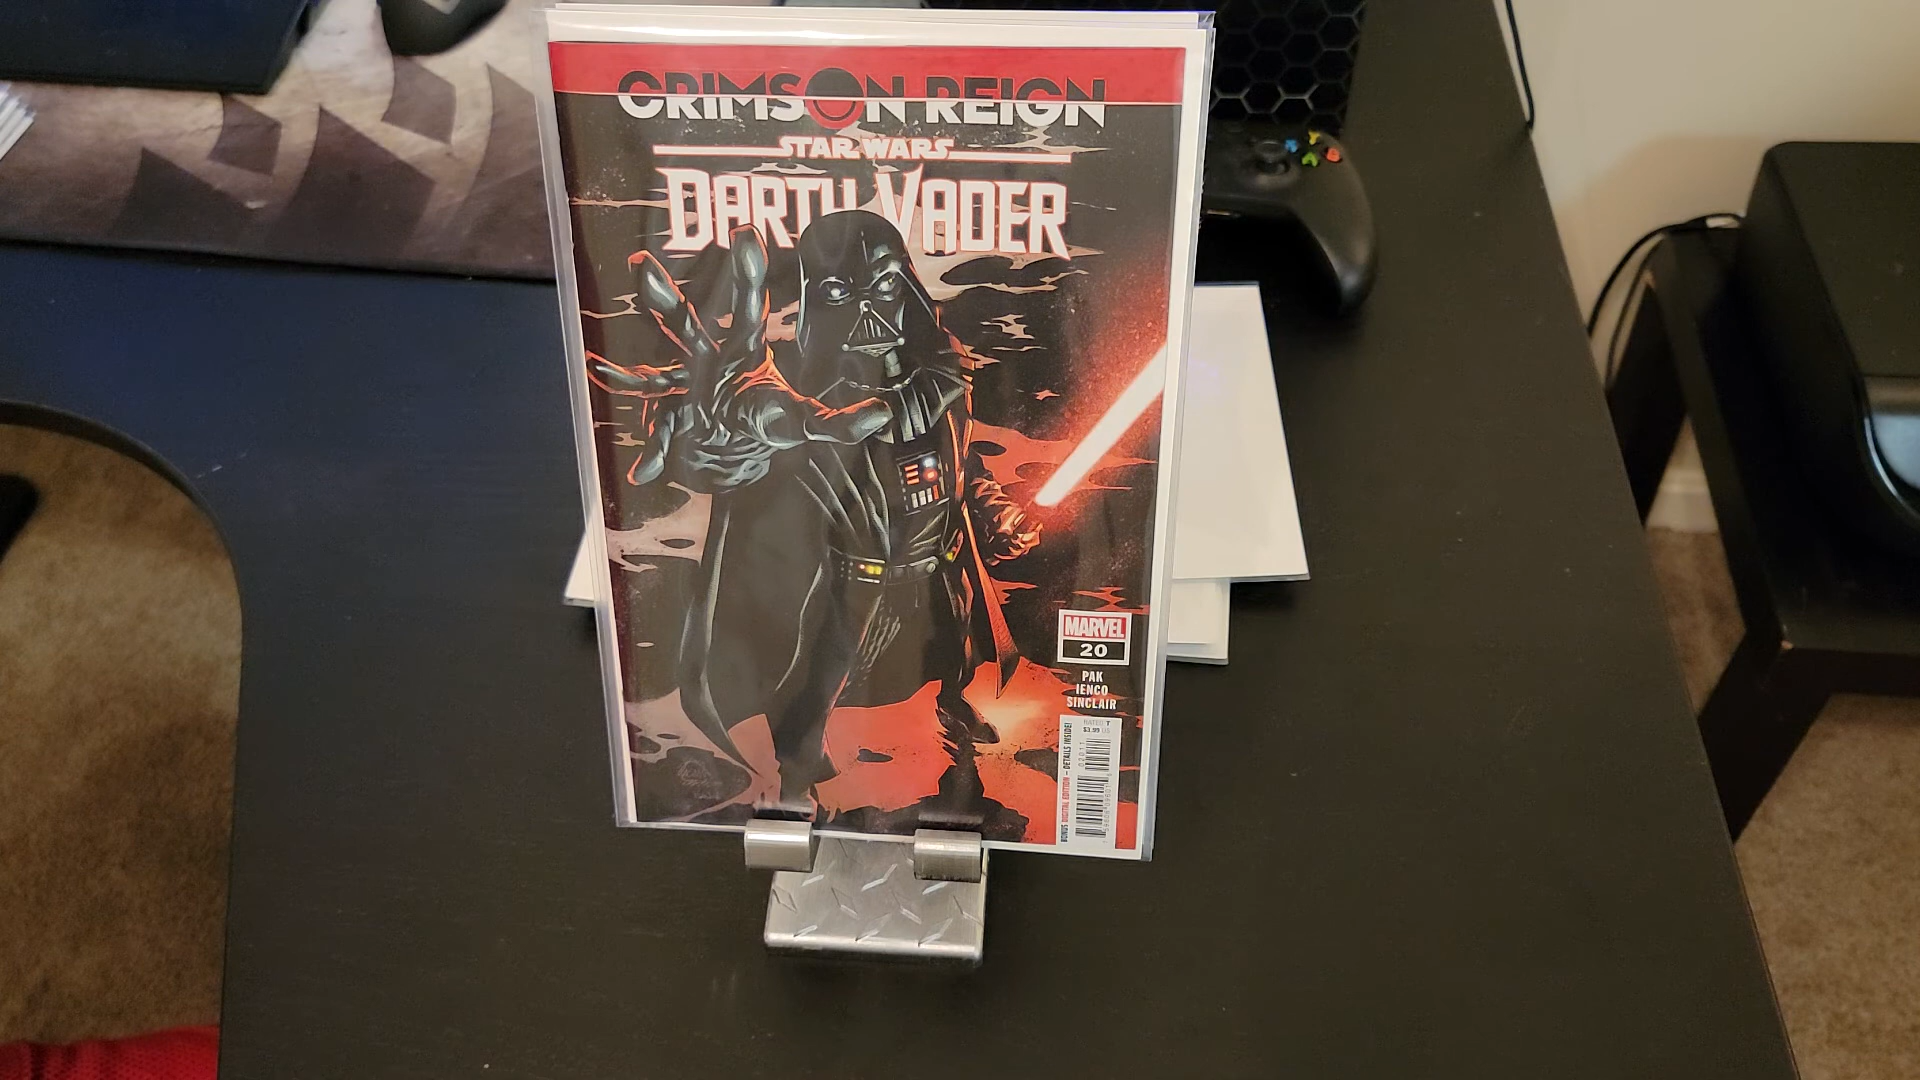 CRIMSON REIGN
STAR WARS
DARTH VADER
MARVEL
20
PAK
IENCO
SINCLAIR
RATED T
$3.99 US
BONUS DIGITAL EDITION – DETAILS INSIDE!